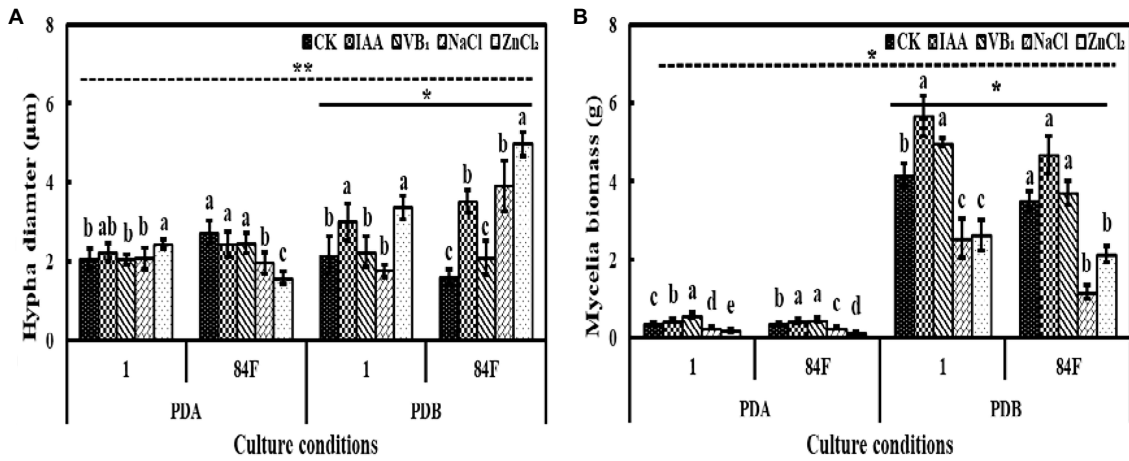 A
8
6
4
2
0
Hypha diamter (μm)
CK IAA VB1 NaCl ZnCl2
**
*
b ab b b a
a a a b c
b a b b a
c b c b a
1 84F 1 84F
PDA PDB
Culture conditions
B
8
6
4
2
0
Mycelia biomass (g)
CK IAA VB1 NaCl ZnCl2
*
*
c b a d e
b a a c d
b a a c c
a a a b b
1 84F 1 84F
PDA PDB
Culture conditions